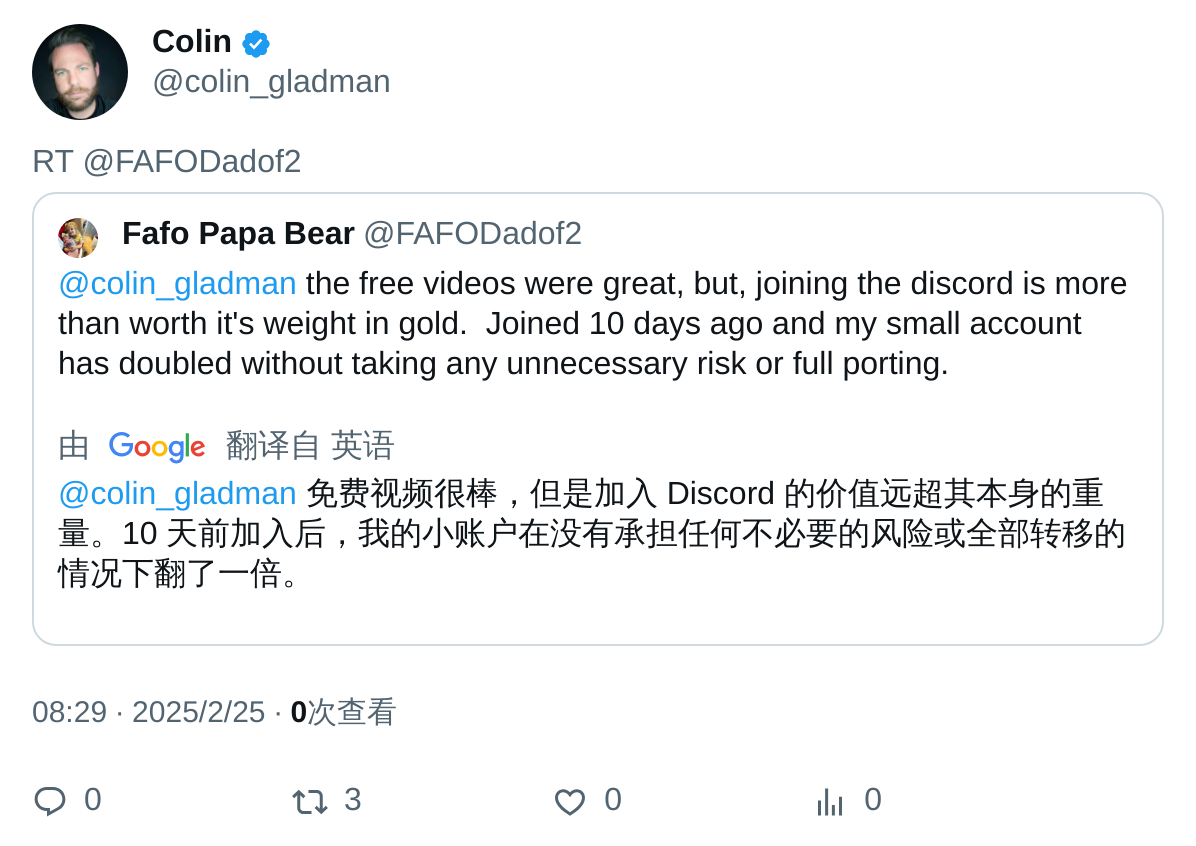 Colin
@colin_gladman
RT @FAFODadof2
Fafo Papa Bear @FAFODadof2
@colin_gladman the free videos were great, but, joining the discord is more
than worth it's weight in gold.  Joined 10 days ago and my small account
has doubled without taking any unnecessary risk or full porting.
由 Google 翻译自 英语
@colin_gladman 免费视频很棒，但是加入 Discord 的价值远超其本身的重
量。10 天前加入后，我的小账户在没有承担任何不必要的风险或全部转移的
情况下翻了一倍。
08:29 · 2025/2/25 · 0次查看
0 3 0 0